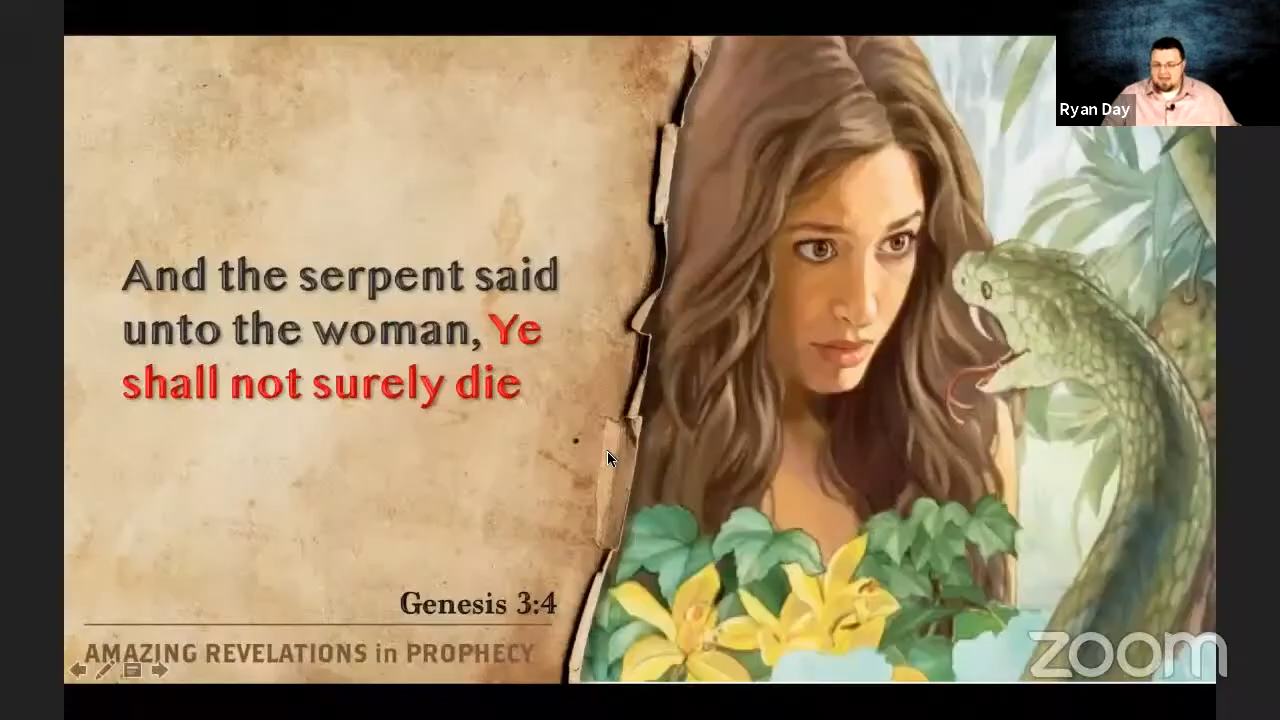 Ryan Day
And the serpent said
unto the woman, Ye
shall not surely die
Genesis 3:4
AMAZING REVELATIONS in PROPHECY
zoom